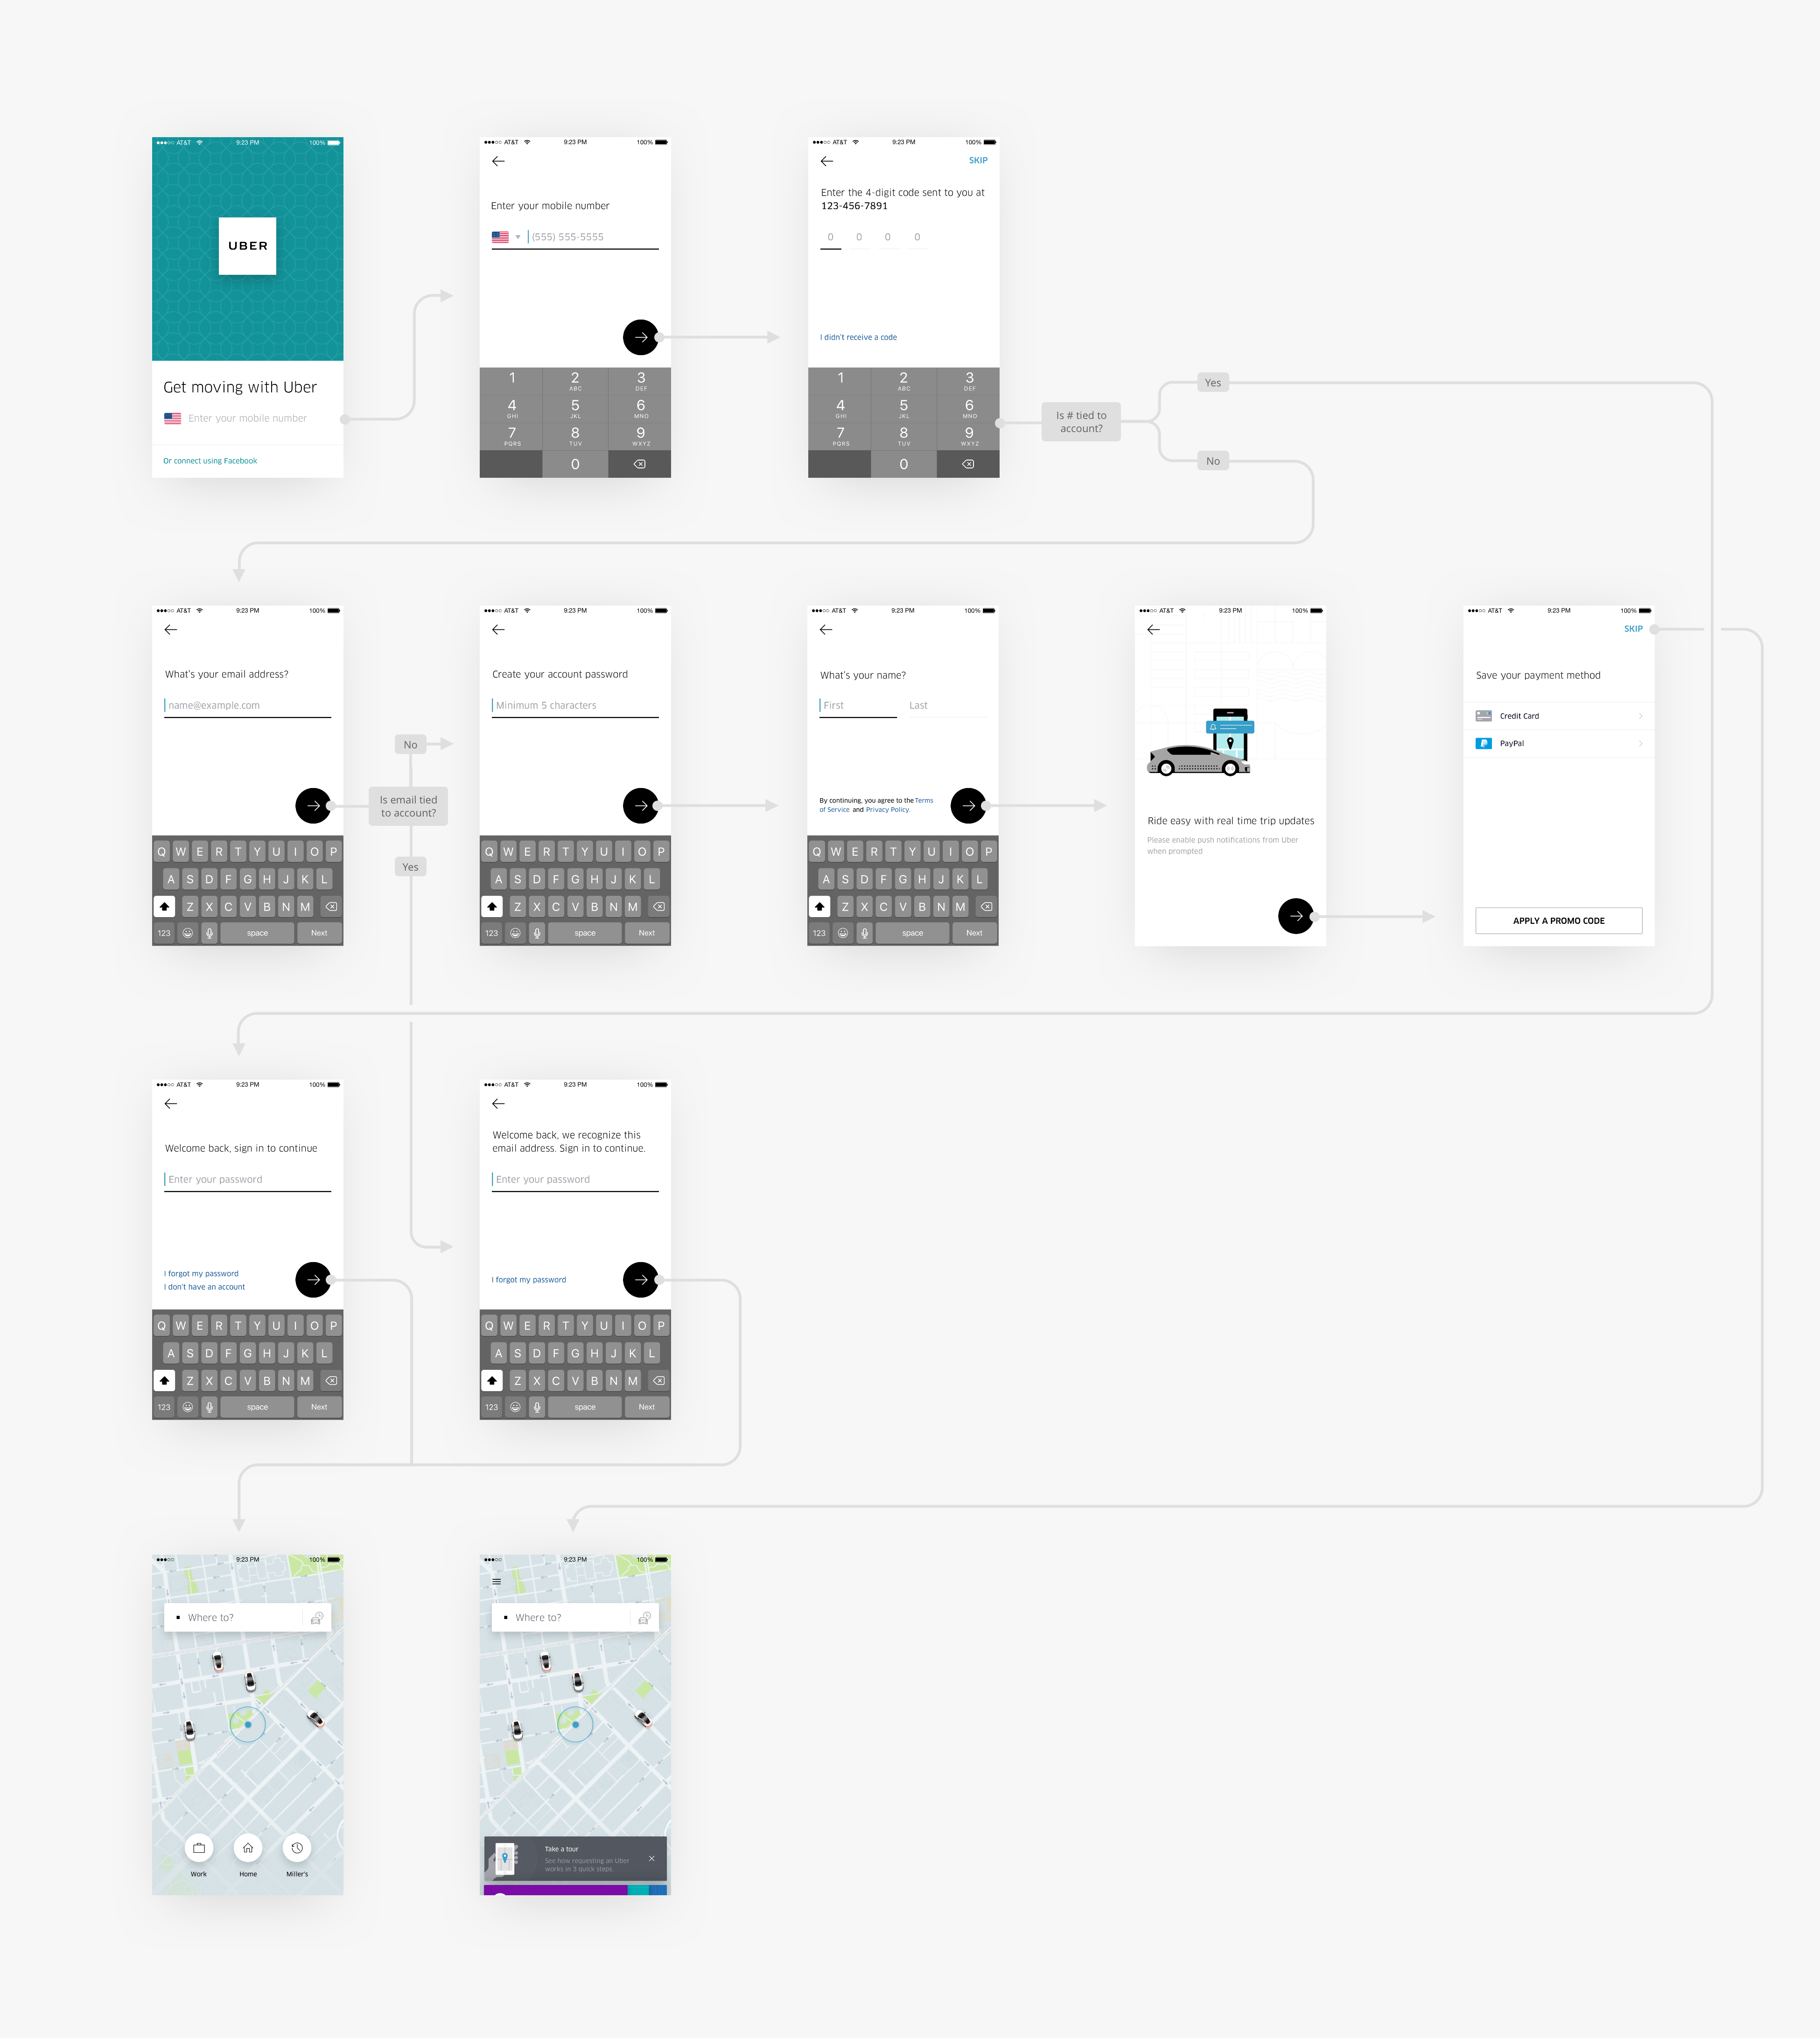 ●●●○○ AT&T 9:23 PM 100%
UBER
Get moving with Uber
Enter your mobile number
Or connect using Facebook
●●●○○ AT&T 9:23 PM 100%
Enter your mobile number
(555) 555-5555
1 2 3
ABC DEF
4 5 6
GHI JKL MNO
7 8 9
PQRS TUV WXYZ
0
●●●○○ AT&T 9:23 PM 100%
SKIP
Enter the 4-digit code sent to you at
123-456-7891
0 0 0 0
I didn't receive a code
1 2 3
ABC DEF
4 5 6
GHI JKL MNO
7 8 9
PQRS TUV WXYZ
0
Is # tied to
account?
Yes
No
●●●○○ AT&T 9:23 PM 100%
What's your email address?
name@example.com
Q W E R T Y U I O P
A S D F G H J K L
Z X C V B N M
123 space Next
Is email tied
to account?
No
Yes
●●●○○ AT&T 9:23 PM 100%
Create your account password
Minimum 5 characters
Q W E R T Y U I O P
A S D F G H J K L
Z X C V B N M
123 space Next
●●●○○ AT&T 9:23 PM 100%
What's your name?
First Last
By continuing, you agree to the Terms
of Service and Privacy Policy.
Q W E R T Y U I O P
A S D F G H J K L
Z X C V B N M
123 space Next
●●●○○ AT&T 9:23 PM 100%
Ride easy with real time trip updates
Please enable push notifications from Uber
when prompted
●●●○○ AT&T 9:23 PM 100%
SKIP
Save your payment method
Credit Card
PayPal
APPLY A PROMO CODE
●●●○○ AT&T 9:23 PM 100%
Welcome back, sign in to continue
Enter your password
I forgot my password
I don't have an account
Q W E R T Y U I O P
A S D F G H J K L
Z X C V B N M
123 space Next
●●●○○ AT&T 9:23 PM 100%
Welcome back, we recognize this
email address. Sign in to continue.
Enter your password
I forgot my password
Q W E R T Y U I O P
A S D F G H J K L
Z X C V B N M
123 space Next
●●●○○ 9:23 PM 100%
Where to?
Work Home Miller's
●●●○○ 9:23 PM 100%
Where to?
Take a tour
See how requesting an Uber
works in 3 quick steps.